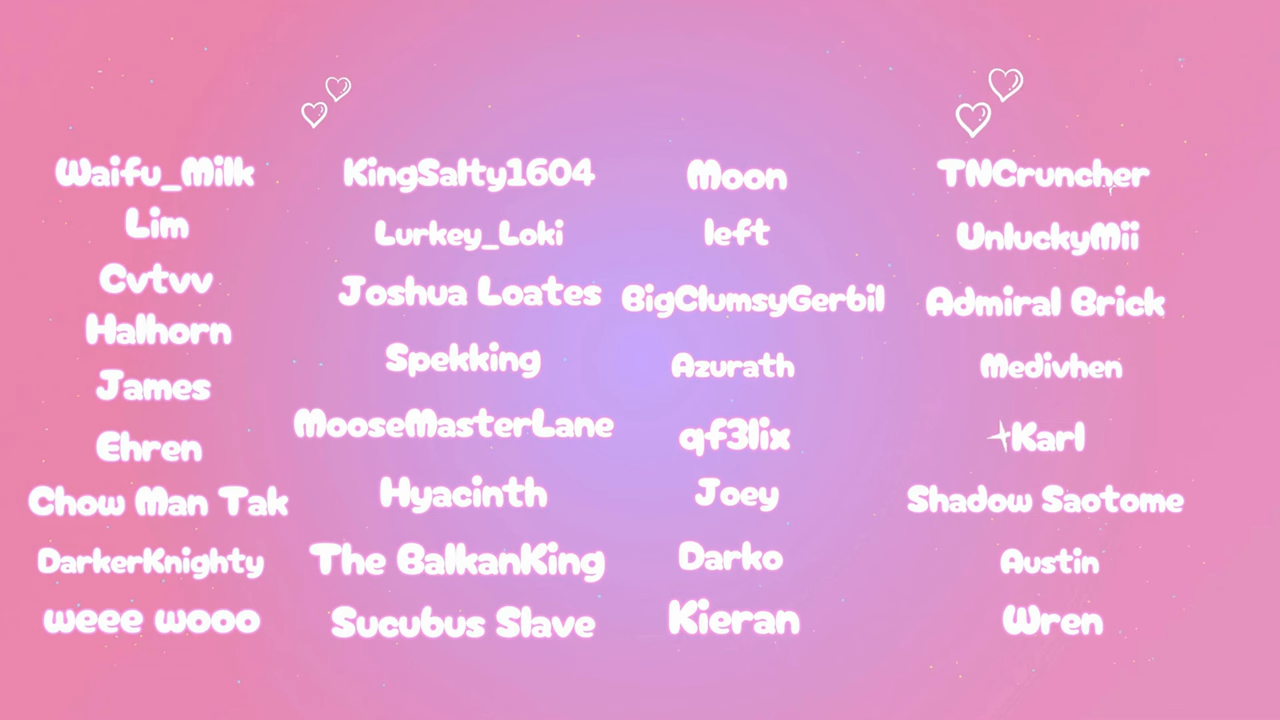 Waifu_Milk
Lim
Cvtvv
Halhorn
James
Ehren
Chow Man Tak
DarkerKnighty
weee wooo
KingSalty1604
Lurkey_Loki
Joshua Loates
Spekking
MooseMasterLane
Hyacinth
The BalkanKing
Sucubus Slave
Moon
left
BigClumsyGerbil
Azurath
qf3lix
Joey
Darko
Kieran
TNCruncher
UnluckyMii
Admiral Brick
Medivhen
Karl
Shadow Saotome
Austin
Wren